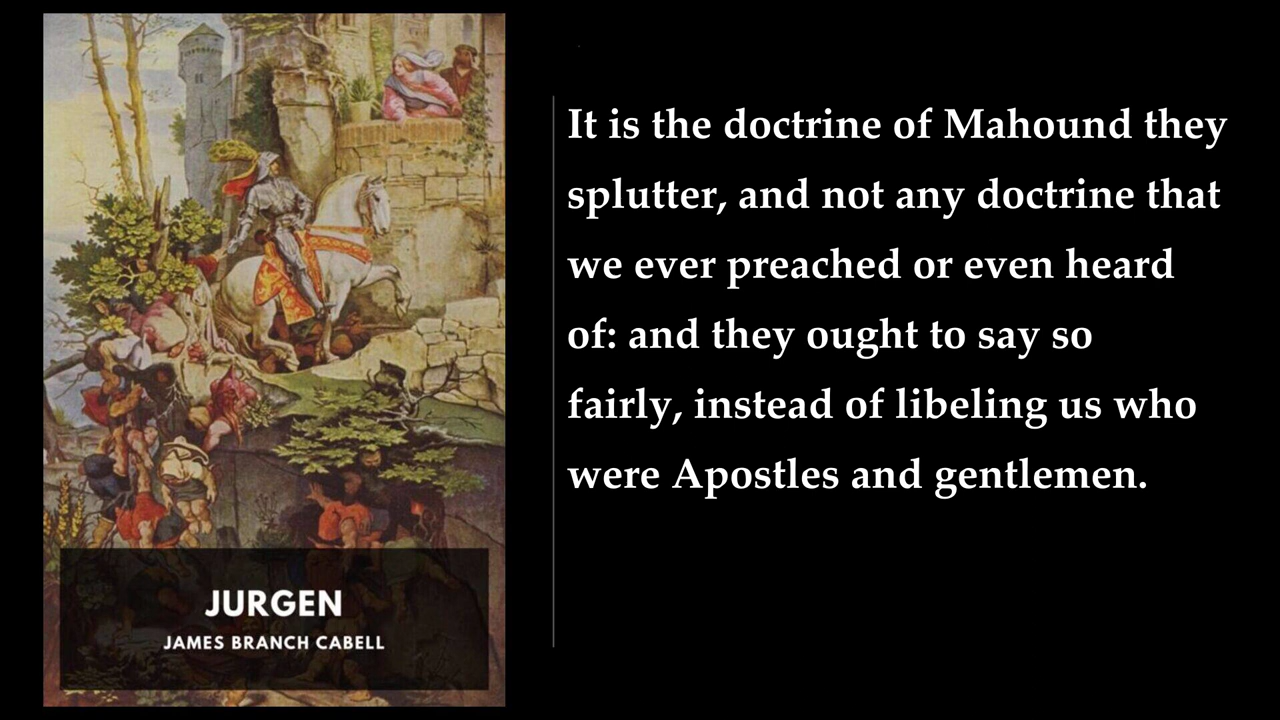 It is the doctrine of Mahound they
splutter, and not any doctrine that
we ever preached or even heard
of: and they ought to say so
fairly, instead of libeling us who
were Apostles and gentlemen.
JURGEN
JAMES BRANCH CABELL